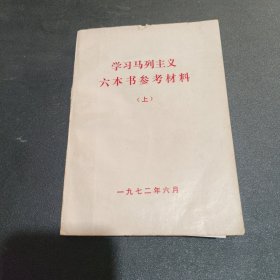 学习马列主义
六本书参考材料
（上）
一九七二年六月